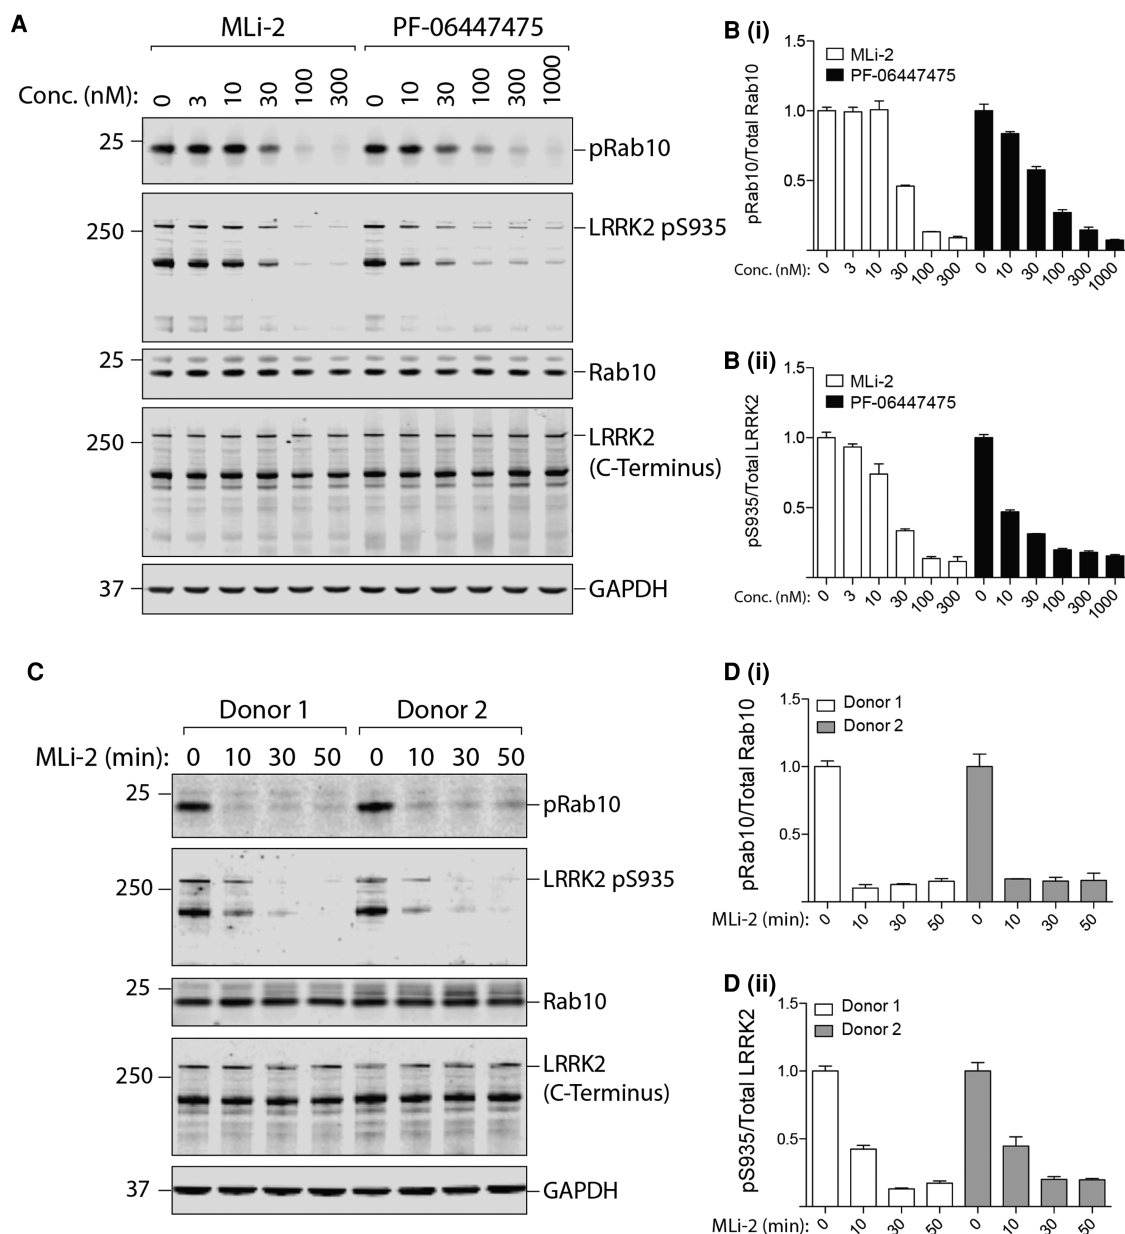 A
MLi-2 PF-06447475
Conc. (nM): 0 3 10 30 100 300 0 10 30 100 300 1000
25 pRab10
250 LRRK2 pS935
25 Rab10
250 LRRK2
(C-Terminus)
37 GAPDH
B (i)
pRab10/Total Rab10
1.5
1.0
0.5
MLi-2
PF-06447475
Conc. (nM): 0 3 10 30 100 300 0 10 30 100 300 1000
B (ii)
pS935/Total LRRK2
1.5
1.0
0.5
MLi-2
PF-06447475
Conc. (nM): 0 3 10 30 100 300 0 10 30 100 300 1000
C
Donor 1 Donor 2
MLi-2 (min): 0 10 30 50 0 10 30 50
25 pRab10
250 LRRK2 pS935
25 Rab10
250 LRRK2
(C-Terminus)
37 GAPDH
D (i)
pRab10/Total Rab10
1.5
1.0
0.5
Donor 1
Donor 2
MLi-2 (min): 0 10 30 50 0 10 30 50
D (ii)
pS935/Total LRRK2
1.5
1.0
0.5
Donor 1
Donor 2
MLi-2 (min): 0 10 30 50 0 10 30 50